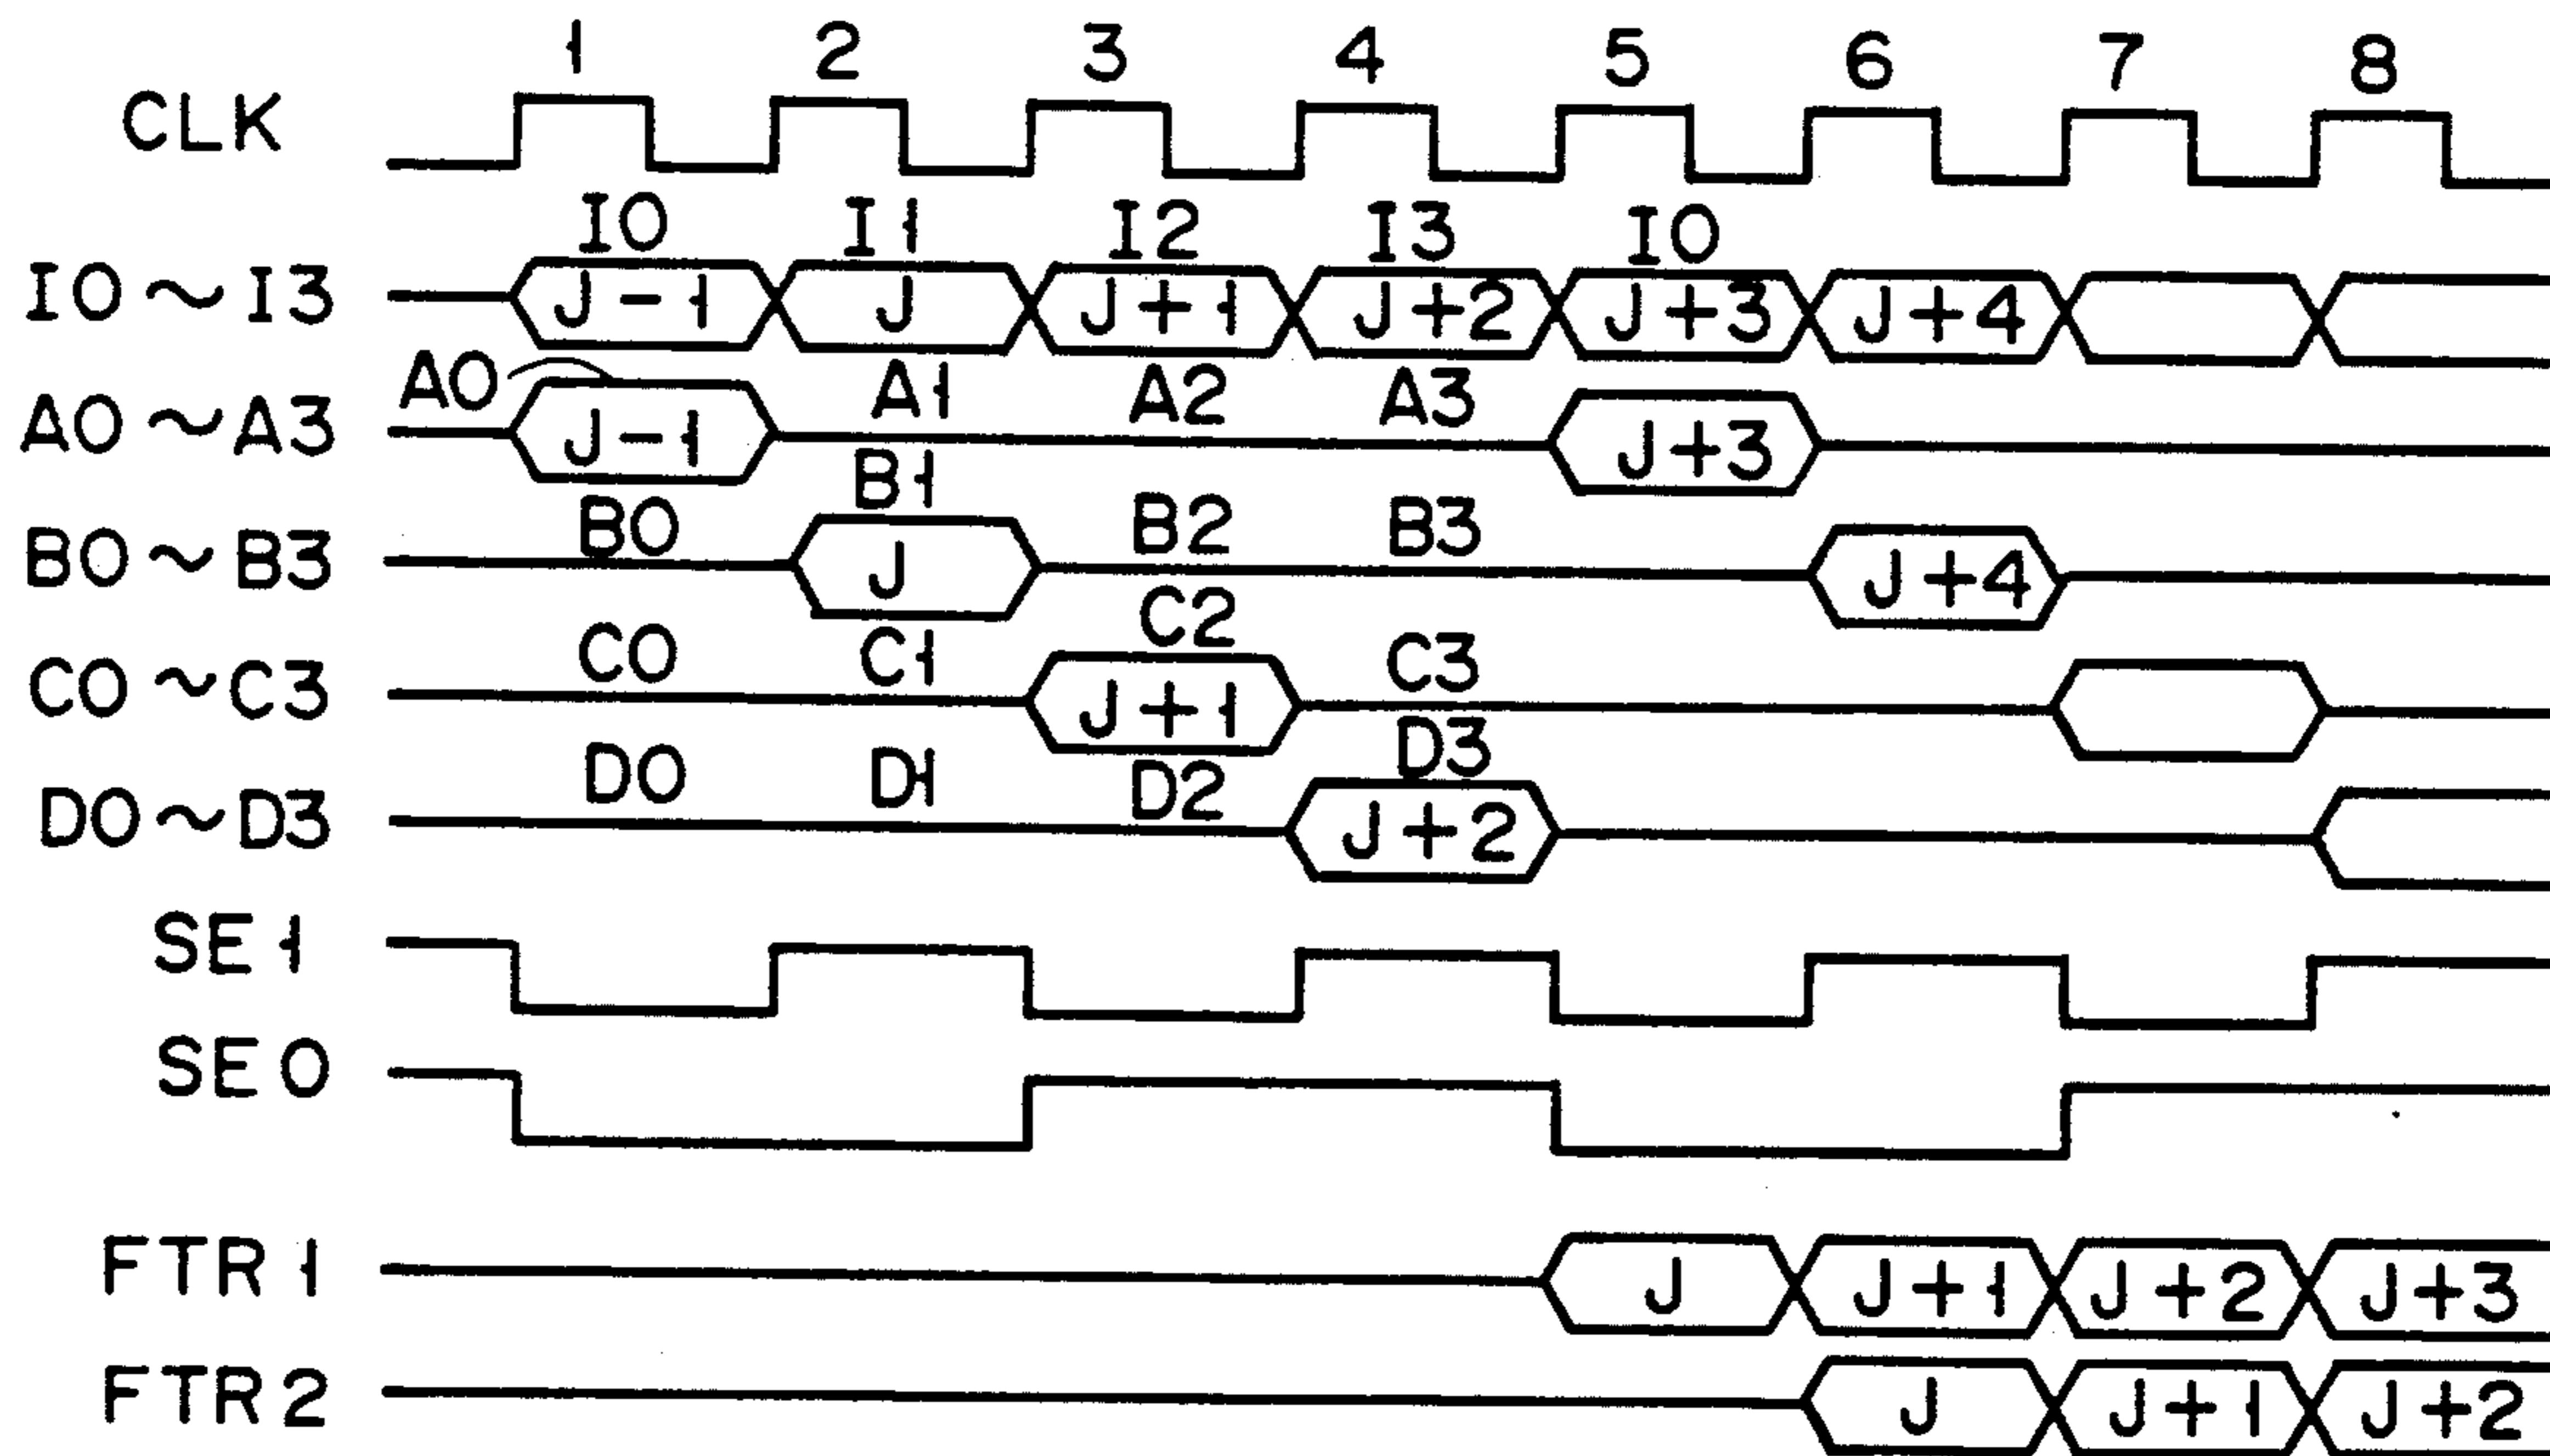 1 2 3 4 5 6 7 8
CLK
I0 I1 I2 I3 I0
I0~I3 J-1 J J+1 J+2 J+3 J+4
A0 A1 A2 A3
A0~A3 J-1 J+3
B0 B1 B2 B3
B0~B3 J J+4
C0 C1 C2 C3
C0~C3 J+1
D0 D1 D2 D3
D0~D3 J+2
SE1
SE0
FTR1 J J+1 J+2 J+3
FTR2 J J+1 J+2